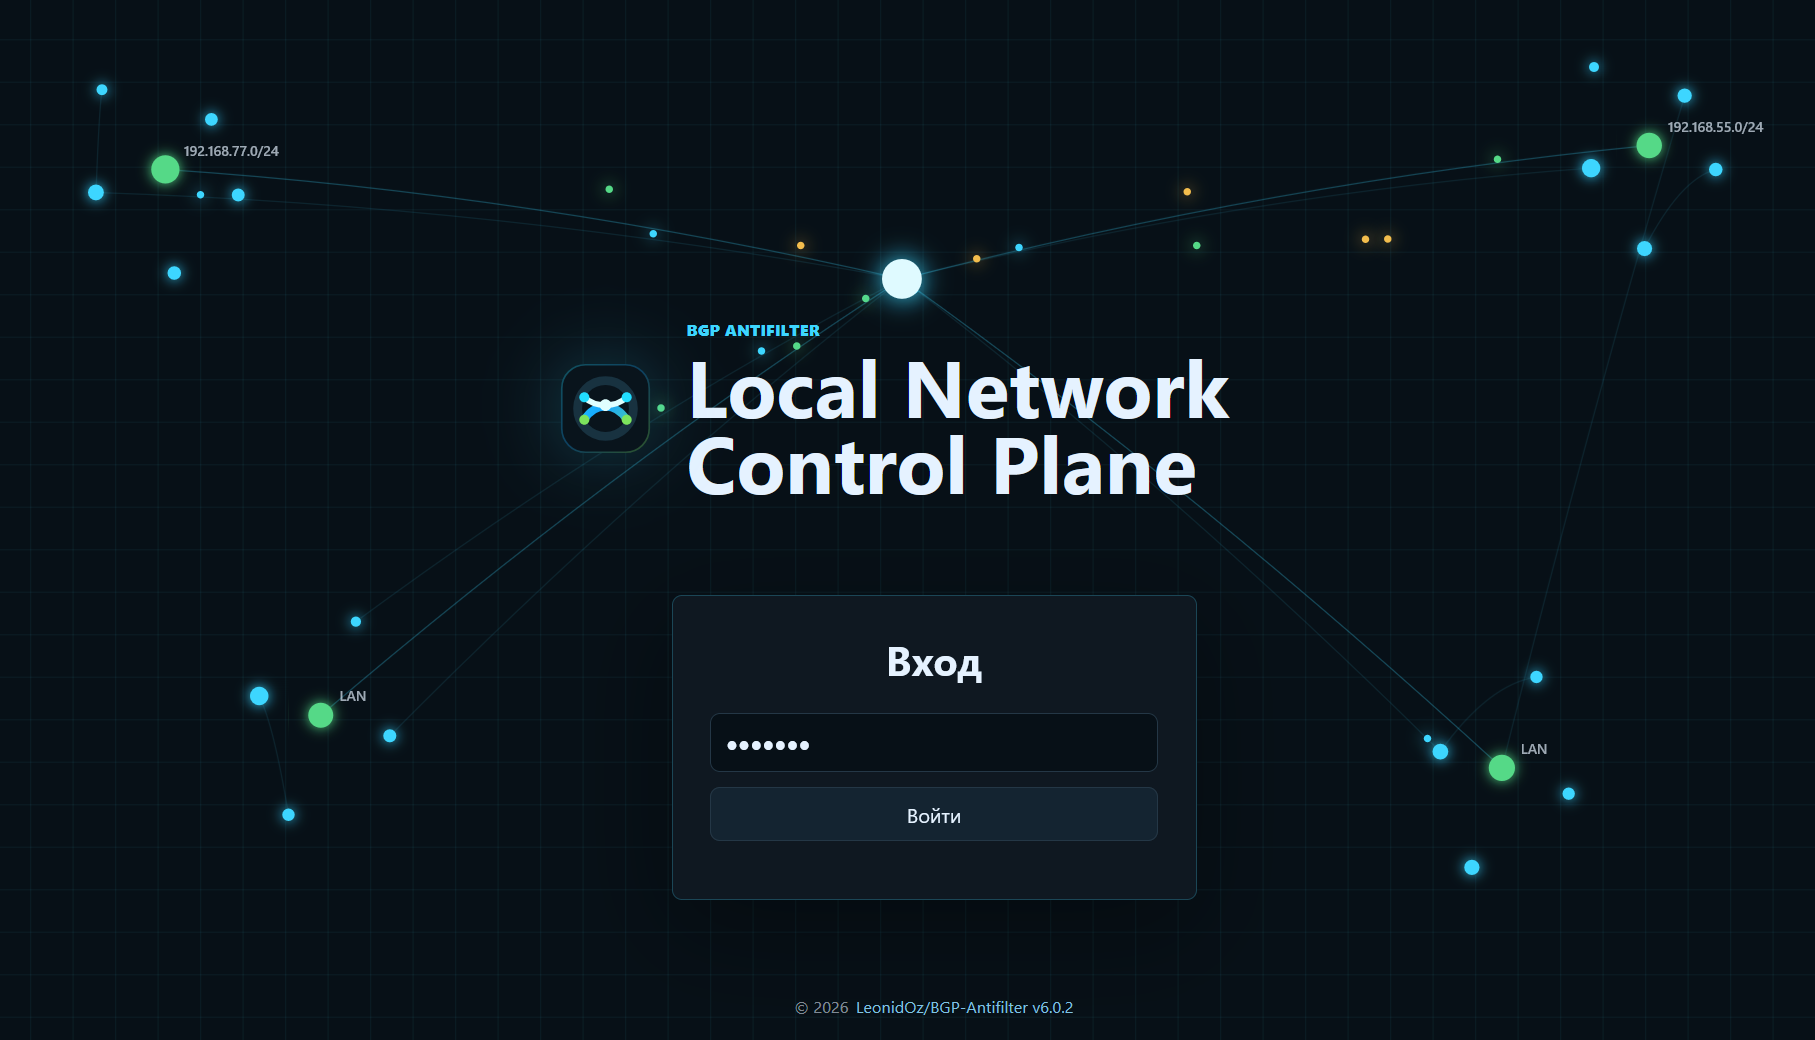 192.168.77.0/24
192.168.55.0/24
BGP ANTIFILTER
Local Network
Control Plane
Вход
•••••••
Войти
LAN
LAN
© 2026 LeonidOz/BGP-Antifilter v6.0.2